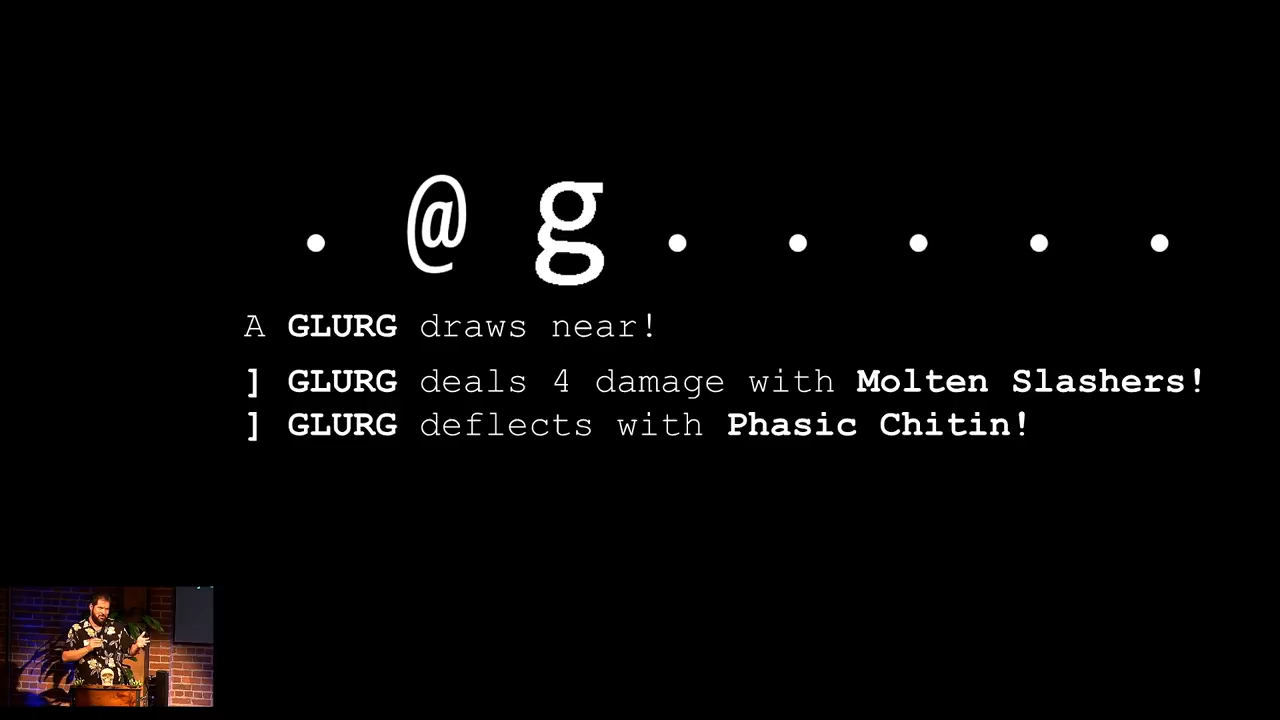 . @ g . . . . .
A GLURG draws near!
] GLURG deals 4 damage with Molten Slashers!
] GLURG deflects with Phasic Chitin!